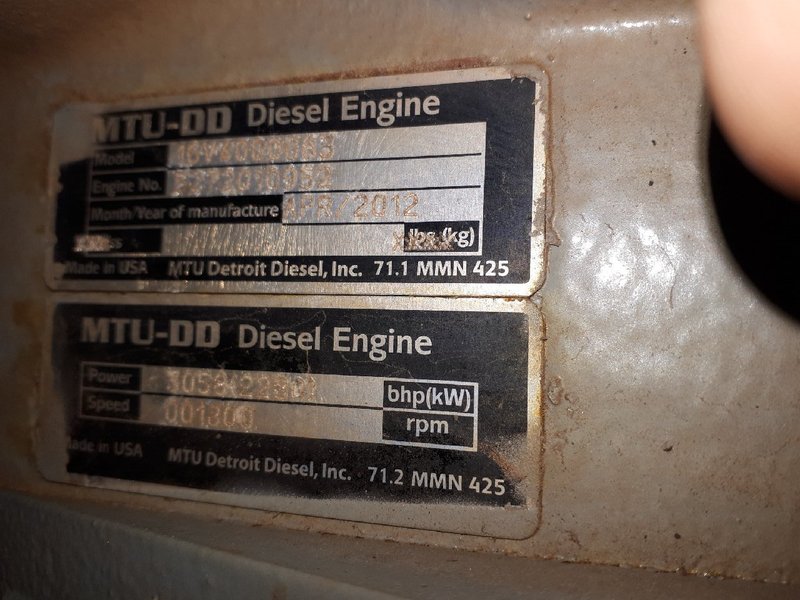 MTU-DD Diesel Engine
Model
Engine No.
Month/Year of manufacture APR/2012
lbs (kg)
Made in USA MTU Detroit Diesel, Inc. 71.1 MMN 425
MTU-DD Diesel Engine
Power bhp(kW)
Speed 001800 rpm
Made in USA MTU Detroit Diesel, Inc. 71.2 MMN 425